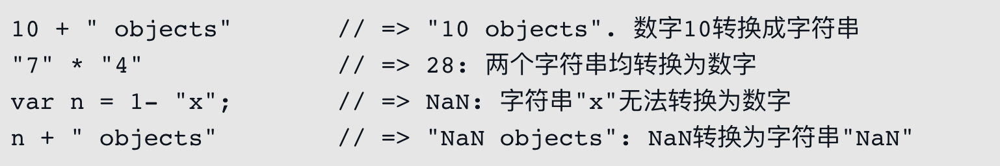 10 + " objects" // => "10 objects". 数字10转换成字符串
"7" * "4" // => 28: 两个字符串均转换为数字
var n = 1- "x"; // => NaN: 字符串"x"无法转换为数字
n + " objects" // => "NaN objects": NaN转换为字符串"NaN"